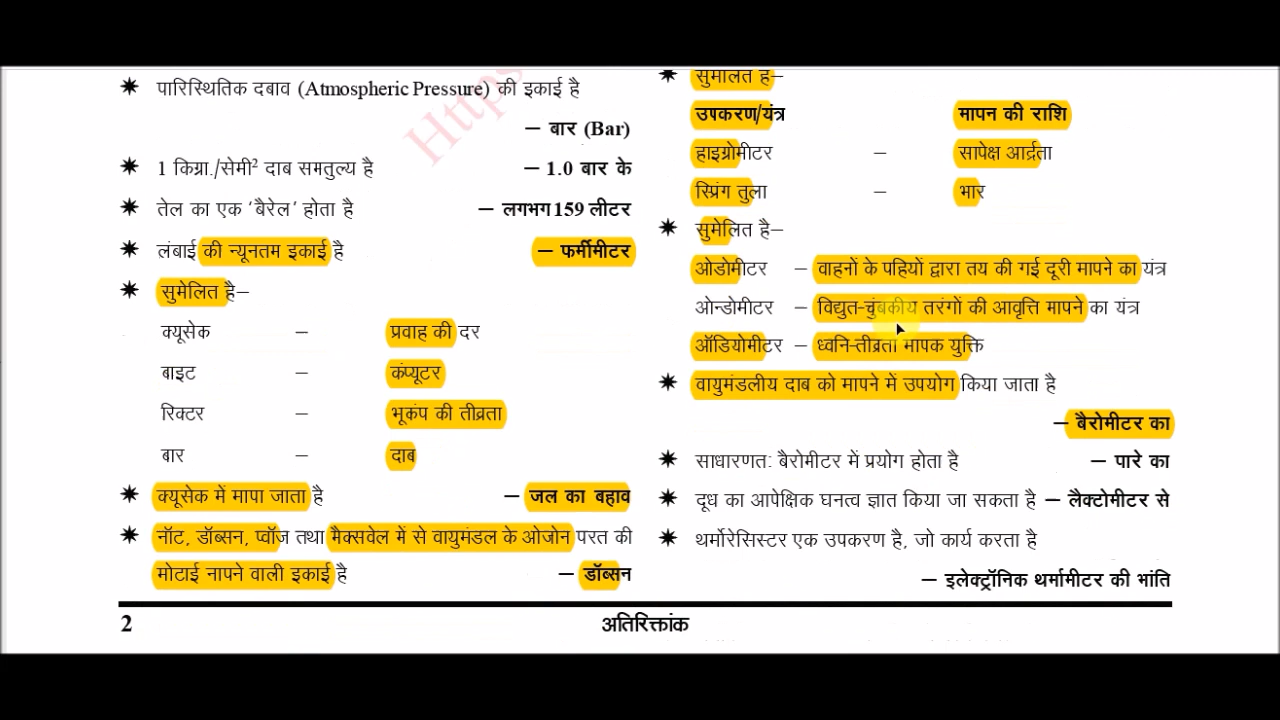 ✷ पारिस्थितिक दबाव (Atmospheric Pressure) की इकाई है
– बार (Bar)
✷ 1 किग्रा./सेमी² दाब समतुल्य है – 1.0 बार के
✷ तेल का एक ‘बैरेल’ होता है – लगभग 159 लीटर
✷ लंबाई की न्यूनतम इकाई है – फर्मीमीटर
✷ सुमेलित है–
क्यूसेक – प्रवाह की दर
बाइट – कंप्यूटर
रिक्टर – भूकंप की तीव्रता
बार – दाब
✷ क्यूसेक में मापा जाता है – जल का बहाव
✷ नॉट, डॉब्सन, प्वॉज तथा मैक्सवेल में से वायुमंडल के ओजोन परत की
मोटाई नापने वाली इकाई है – डॉब्सन
✷ सुमेलित है–
उपकरण/यंत्र मापन की राशि
हाइग्रोमीटर – सापेक्ष आर्द्रता
स्प्रिंग तुला – भार
✷ सुमेलित है–
ओडोमीटर – वाहनों के पहियों द्वारा तय की गई दूरी मापने का यंत्र
ओन्डोमीटर – विद्युत-चुंबकीय तरंगों की आवृत्ति मापने का यंत्र
ऑडियोमीटर – ध्वनि-तीव्रता मापक युक्ति
✷ वायुमंडलीय दाब को मापने में उपयोग किया जाता है
– बैरोमीटर का
✷ साधारणत: बैरोमीटर में प्रयोग होता है – पारे का
✷ दूध का आपेक्षिक घनत्व ज्ञात किया जा सकता है – लैक्टोमीटर से
✷ थर्मोरेसिस्टर एक उपकरण है, जो कार्य करता है
– इलेक्ट्रॉनिक थर्मामीटर की भांति
2 अतिरिक्तांक
Https